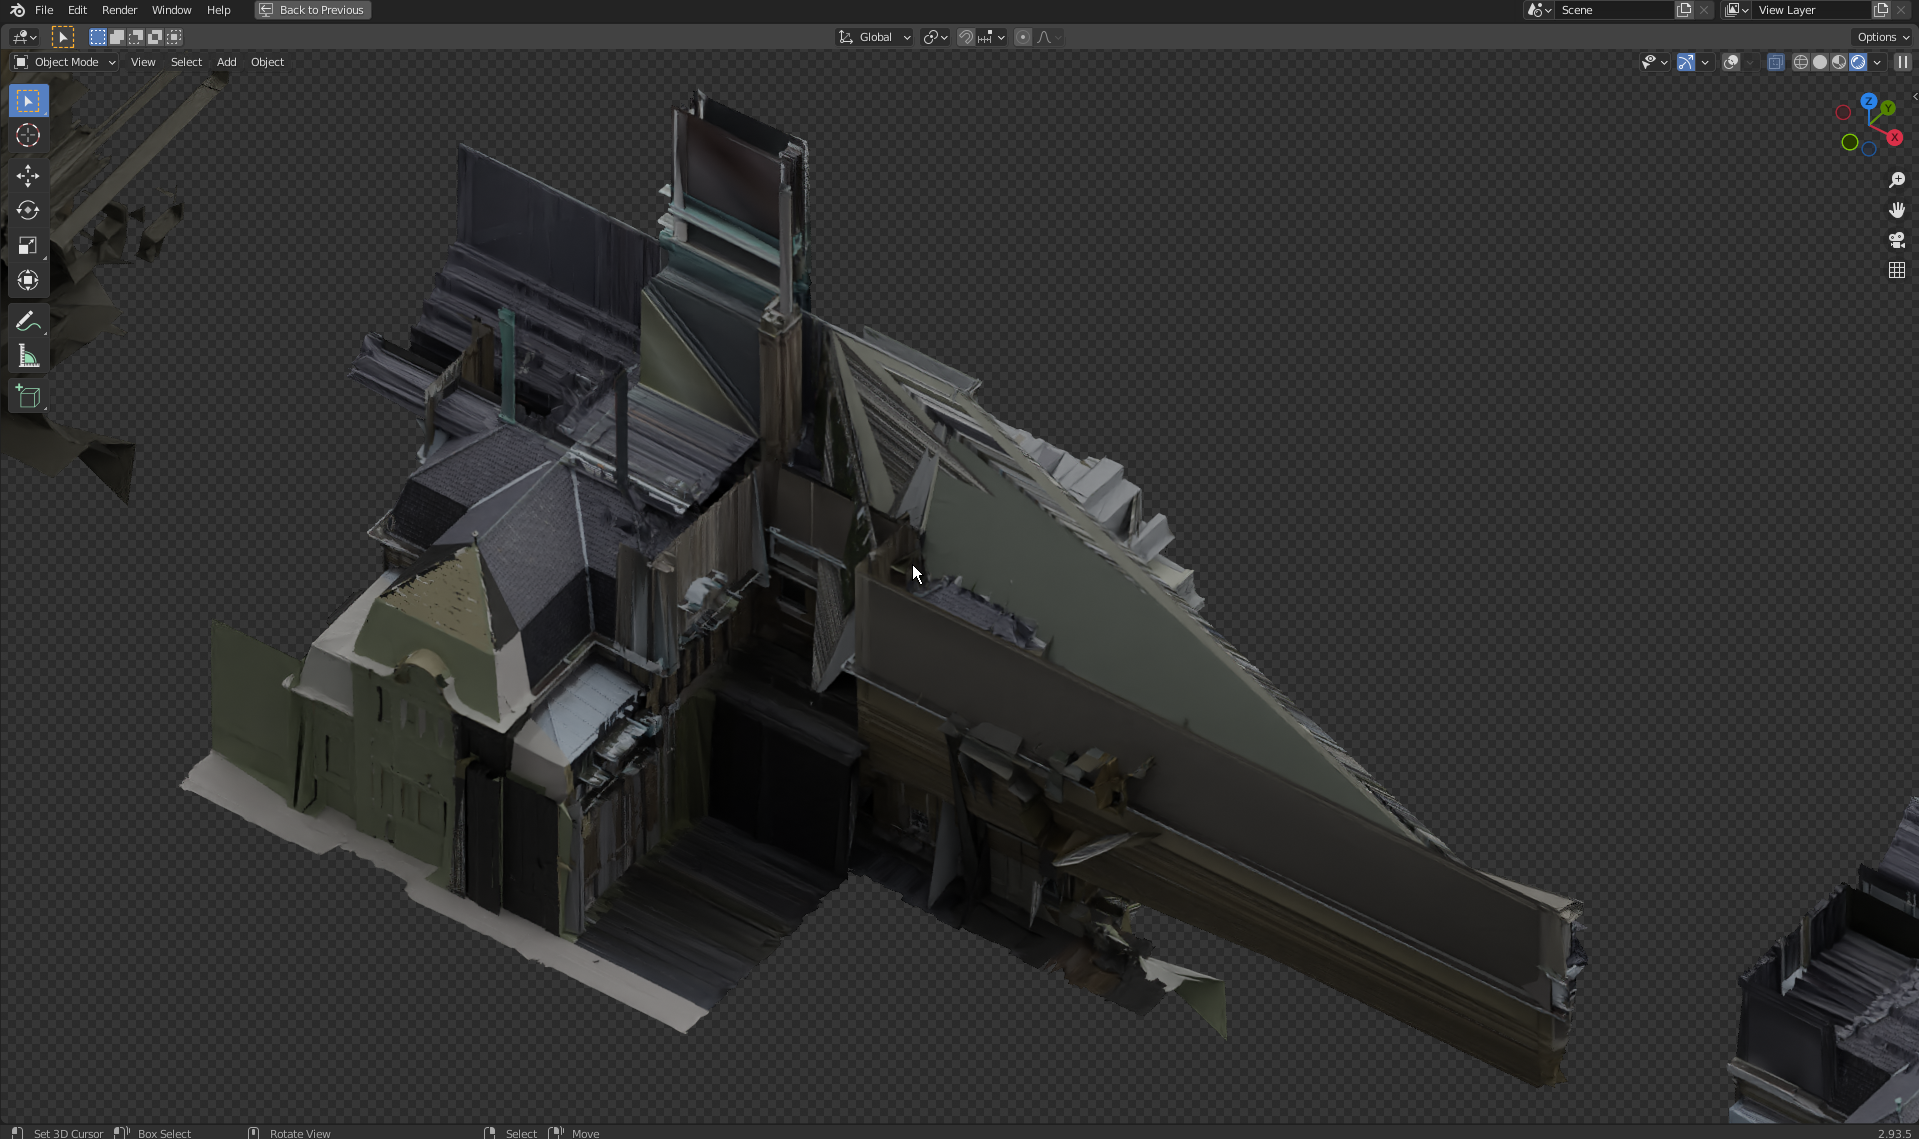 File Edit Render Window Help Back to Previous Scene View Layer
Global Options
Object Mode View Select Add Object
Z
Y
X
Set 3D Cursor Box Select Rotate View Select Move 2.93.5